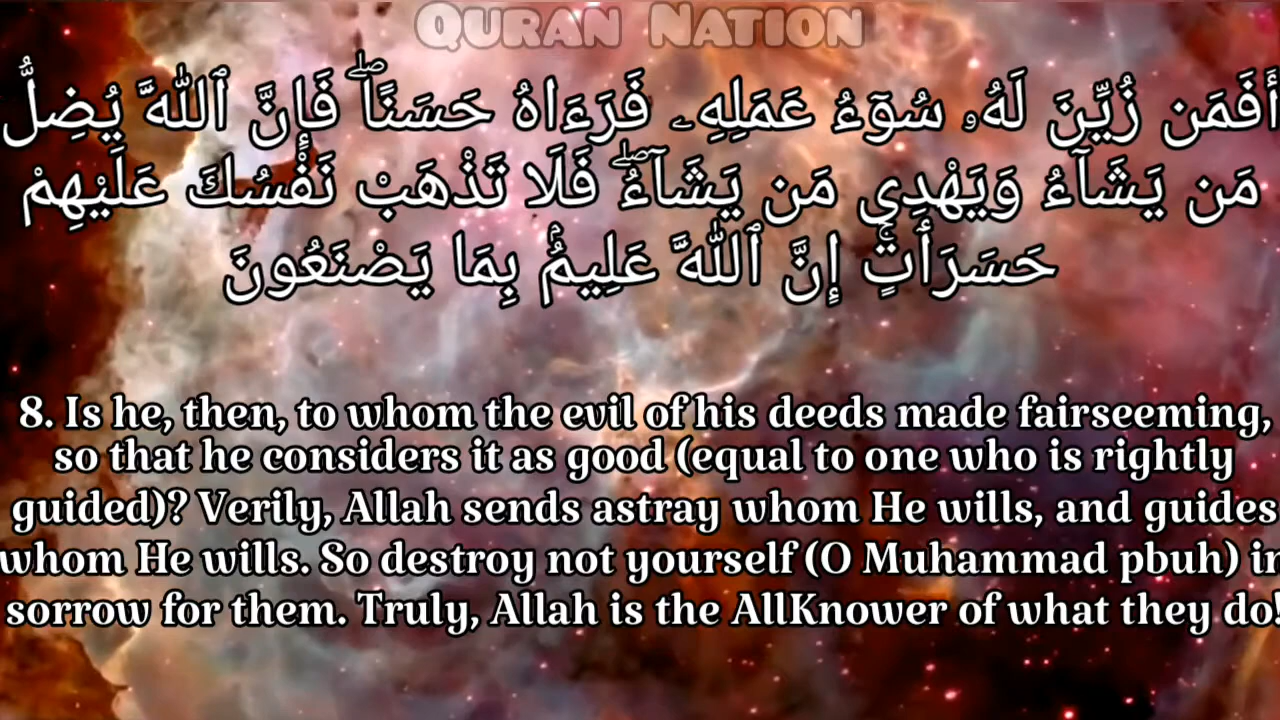 QURAN NATION
أَفَمَن زُيِّنَ لَهُۥ سُوٓءُ عَمَلِهِۦ فَرَءَاهُ حَسَنًاۖ فَإِنَّ ٱللَّهَ يُضِلُّ
مَن يَشَآءُ وَيَهْدِي مَن يَشَآءُۖ فَلَا تَذْهَبْ نَفْسُكَ عَلَيْهِمْ
حَسَرَٰتٍۚ إِنَّ ٱللَّهَ عَلِيمُۢ بِمَا يَصْنَعُونَ
8. Is he, then, to whom the evil of his deeds made fairseeming,
so that he considers it as good (equal to one who is rightly
guided)? Verily, Allah sends astray whom He wills, and guides
whom He wills. So destroy not yourself (O Muhammad pbuh) in
sorrow for them. Truly, Allah is the AllKnower of what they do!